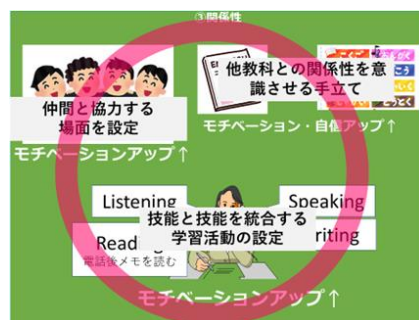 ①関係性
仲間と協力する
場面を設定
モチベーションアップ↑
他教科との関係性を意
識させる手立て
モチベーション・自信アップ↑
Listening
Speaking
技能と技能を統合する
学習活動の設定
電話後メモを読む
モチベーションアップ↑